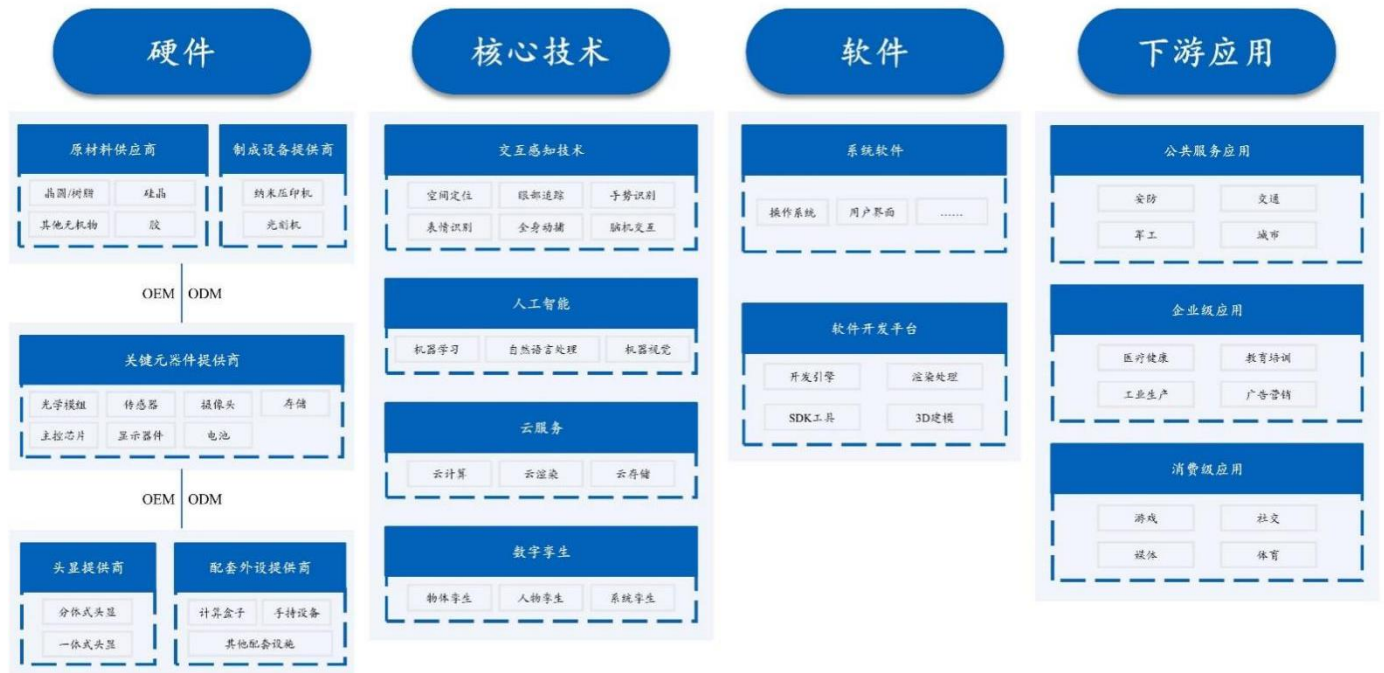 硬件
核心技术
软件
下游应用
原材料供应商
制成设备提供商
晶圆/树脂
硅晶
其他无机物
胶
纳米压印机
光刻机
OEM
ODM
关键元器件提供商
光学模组
传感器
摄像头
存储
主控芯片
显示器件
电池
OEM
ODM
头显提供商
配套外设提供商
分体式头显
一体式头显
计算盒子
手持设备
其他配套设施
交互感知技术
空间定位
眼部追踪
手势识别
表情识别
全身动捕
脑机交互
人工智能
机器学习
自然语言处理
机器视觉
云服务
云计算
云渲染
云存储
数字孪生
物体孪生
人物孪生
系统孪生
系统软件
操作系统
用户界面
……
软件开发平台
开发引擎
渲染处理
SDK工具
3D建模
公共服务应用
安防
交通
军工
城市
企业级应用
医疗健康
教育培训
工业生产
广告营销
消费级应用
游戏
社交
媒体
体育